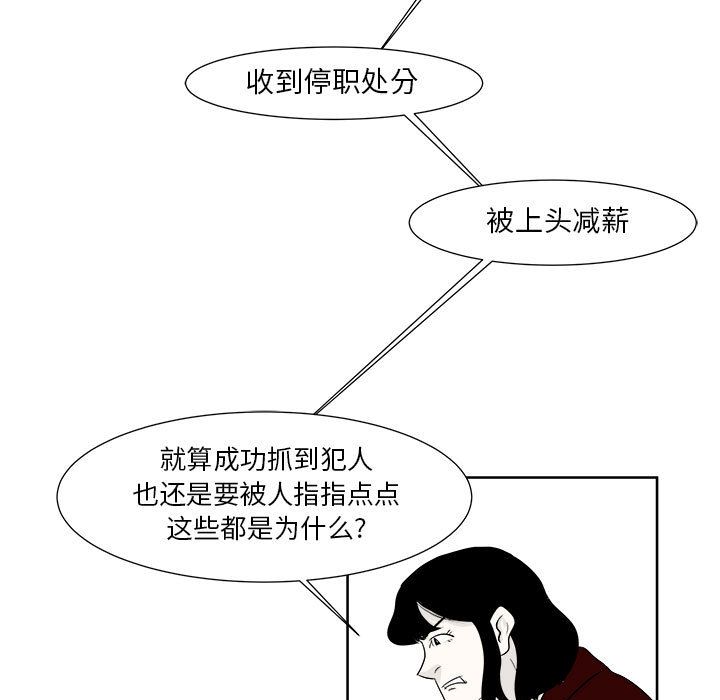 收到停职处分
被上头减薪
就算成功抓到犯人
也还是要被人指指点点
这些都是为什么?